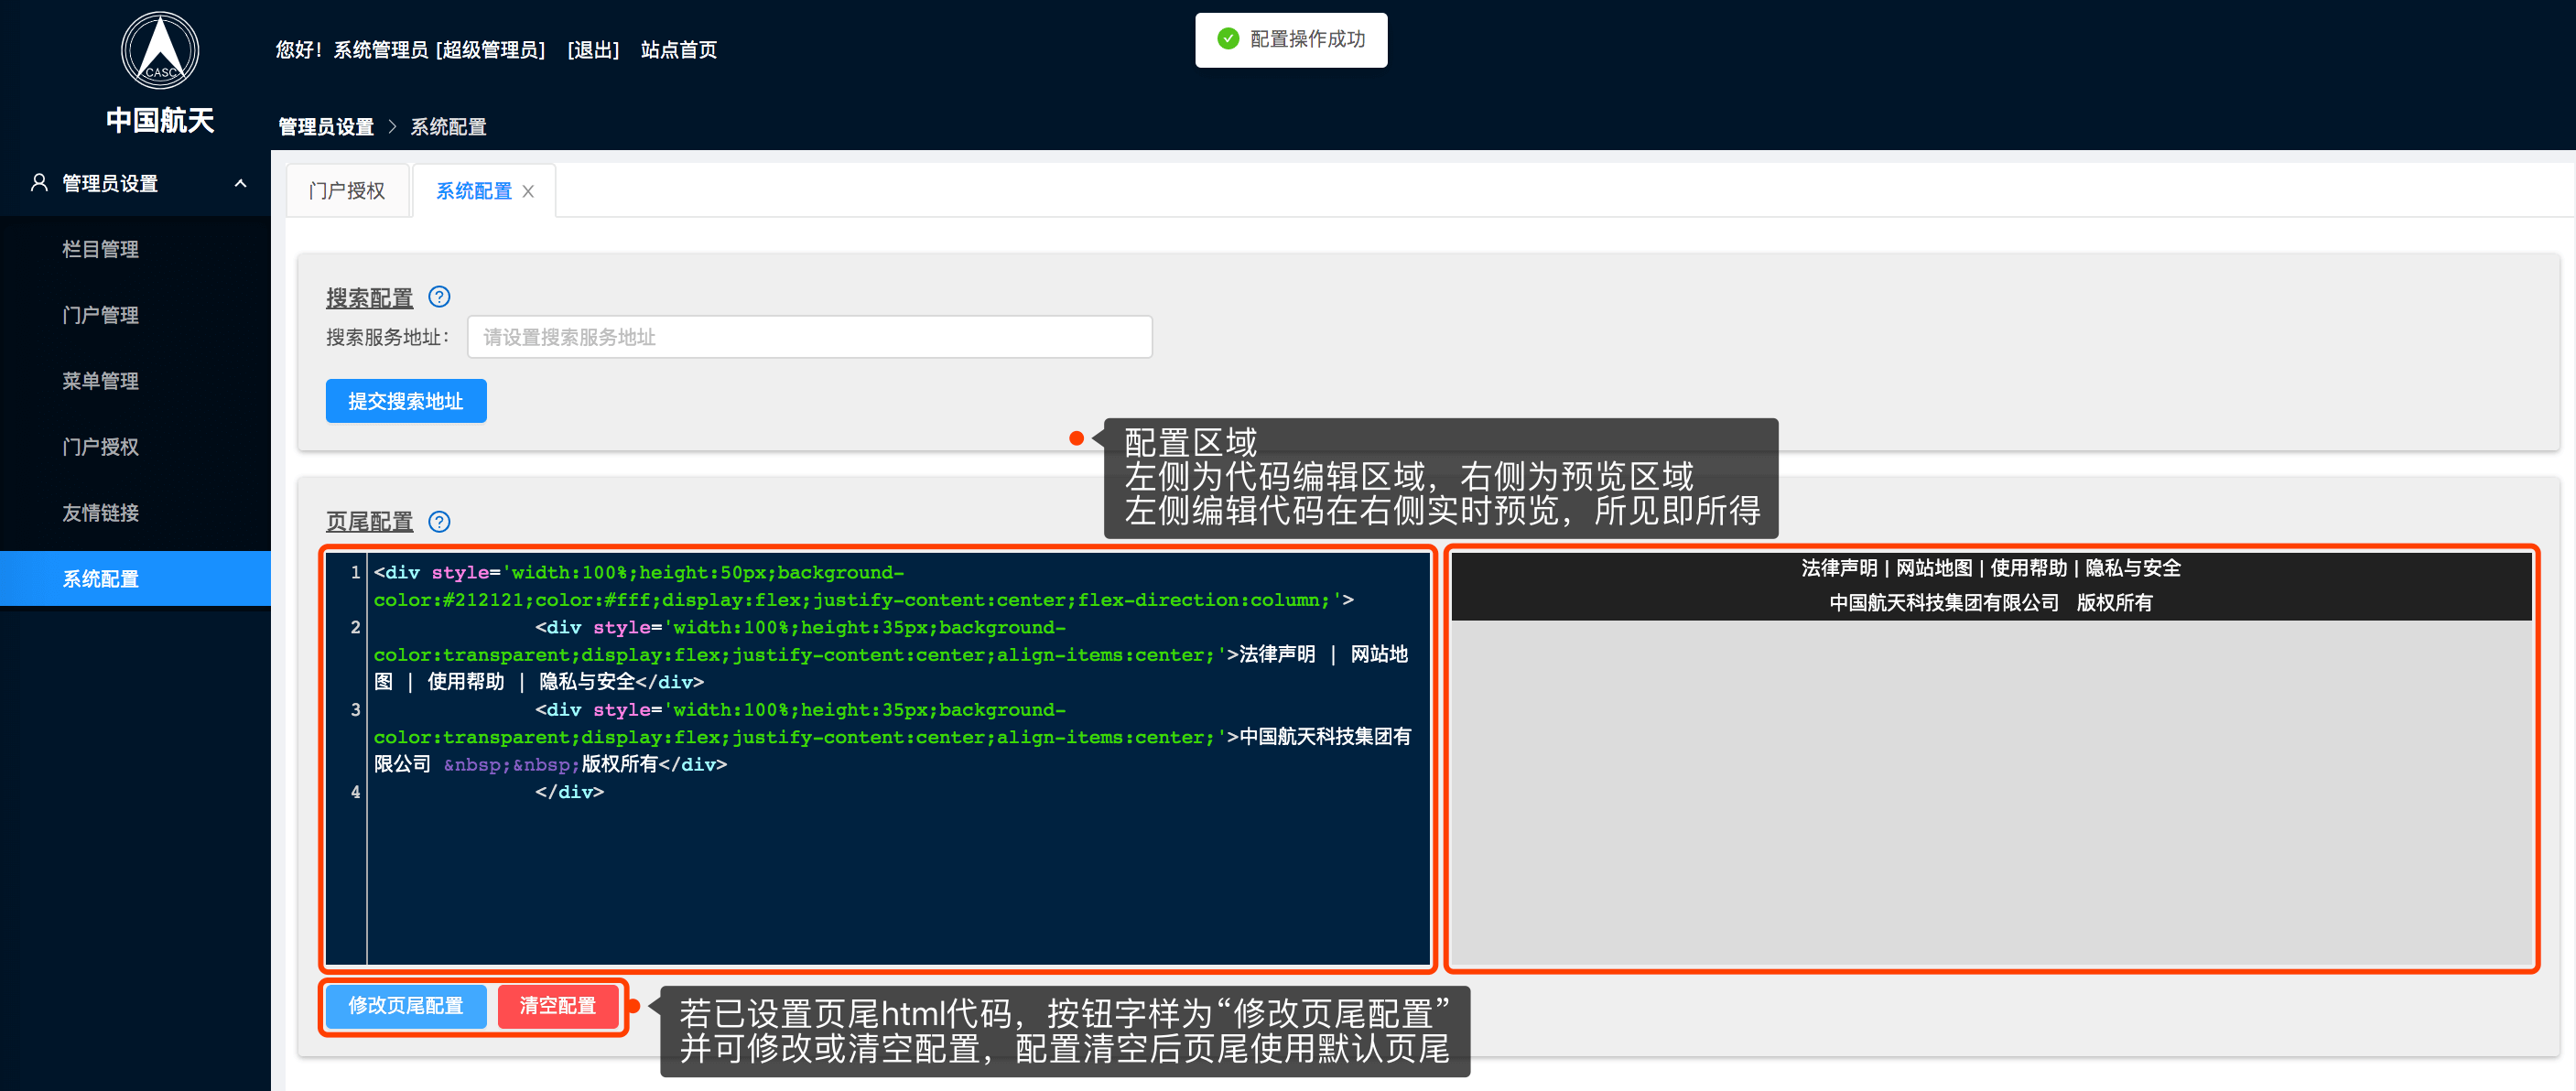 CASC
中国航天
您好！系统管理员 [超级管理员] [退出] 站点首页
配置操作成功
管理员设置 > 系统配置
管理员设置
栏目管理
门户管理
菜单管理
门户授权
友情链接
系统配置
门户授权
系统配置 ×
搜索配置 ?
搜索服务地址：
请设置搜索服务地址
提交搜索地址
配置区域
左侧为代码编辑区域，右侧为预览区域
左侧编辑代码在右侧实时预览，所见即所得
页尾配置 ?
1 <div style='width:100%;height:50px;background-
color:#212121;color:#fff;display:flex;justify-content:center;flex-direction:column;'>
2 <div style='width:100%;height:35px;background-
color:transparent;display:flex;justify-content:center;align-items:center;'>法律声明 | 网站地
图 | 使用帮助 | 隐私与安全</div>
3 <div style='width:100%;height:35px;background-
color:transparent;display:flex;justify-content:center;align-items:center;'>中国航天科技集团有
限公司 &nbsp;&nbsp;版权所有</div>
4 </div>
法律声明 | 网站地图 | 使用帮助 | 隐私与安全
中国航天科技集团有限公司 版权所有
修改页尾配置
清空配置
若已设置页尾html代码，按钮字样为“修改页尾配置”
并可修改或清空配置，配置清空后页尾使用默认页尾